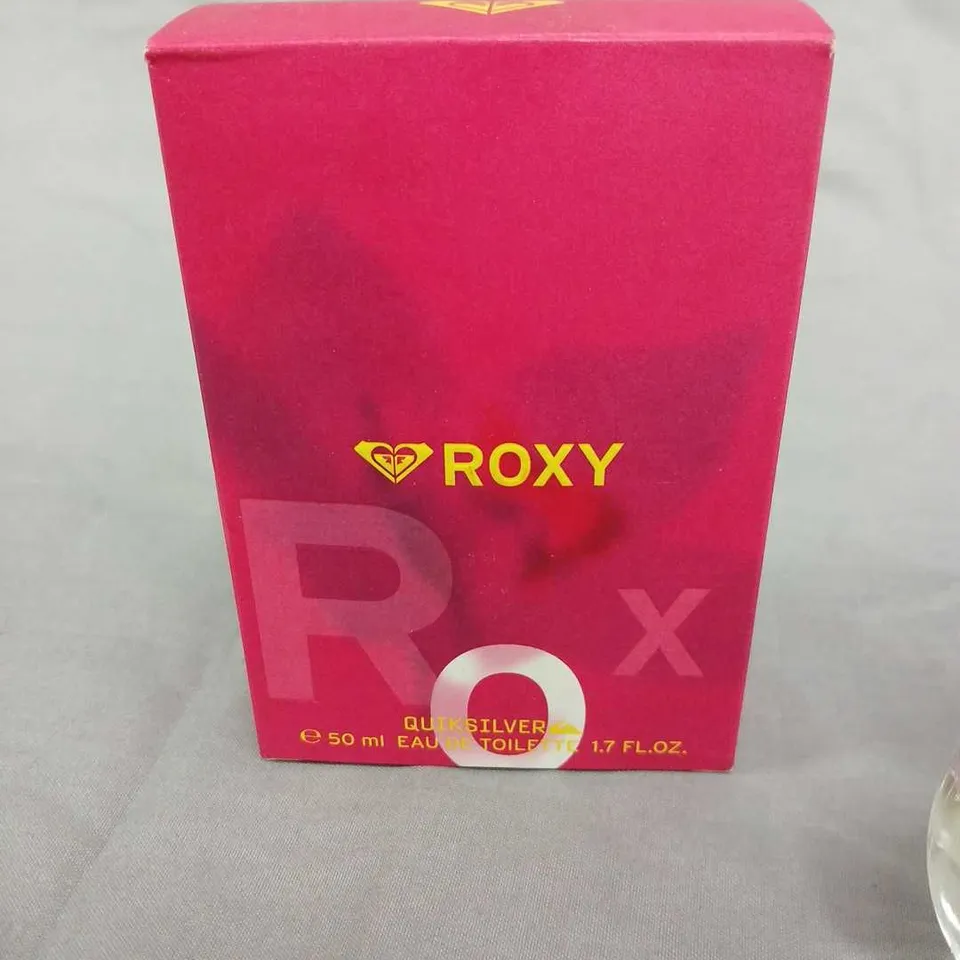 ROXY
R
O
X
QUIKSILVER
℮ 50 ml EAU DE TOILETTE 1.7 FL.OZ.